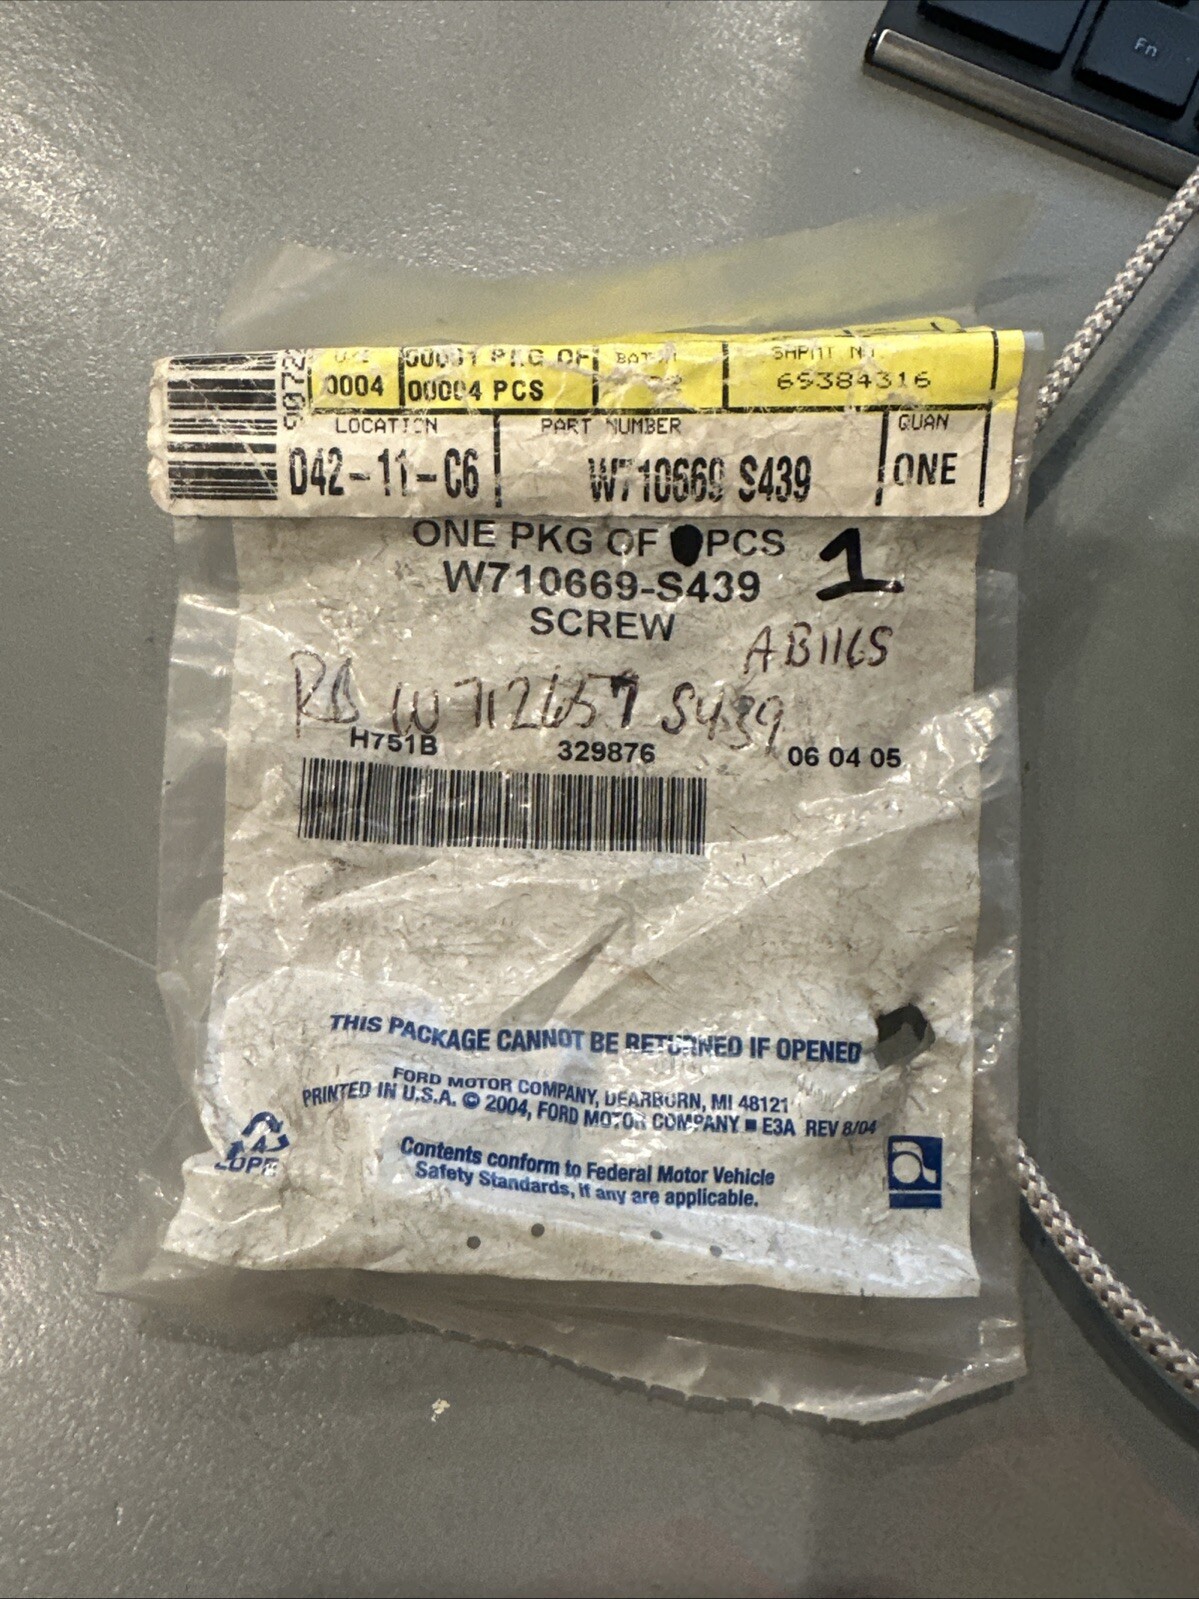 Fn
00001 PKG OF
SHPMT NO.
0004
00004 PCS
69384316
LOCATION
PART NUMBER
QUAN
D42-11-C6
W710669 S439
ONE
ONE PKG OF PCS
1
W710669-S439
SCREW
AB116S
RB W712657 S439
H751B 329876 06 04 05
THIS PACKAGE CANNOT BE RETURNED IF OPENED
FORD MOTOR COMPANY, DEARBORN, MI 48121
PRINTED IN U.S.A. © 2004, FORD MOTOR COMPANY ■ E3A REV 8/04
Contents conform to Federal Motor Vehicle
Safety Standards, if any are applicable.
4
LDPE